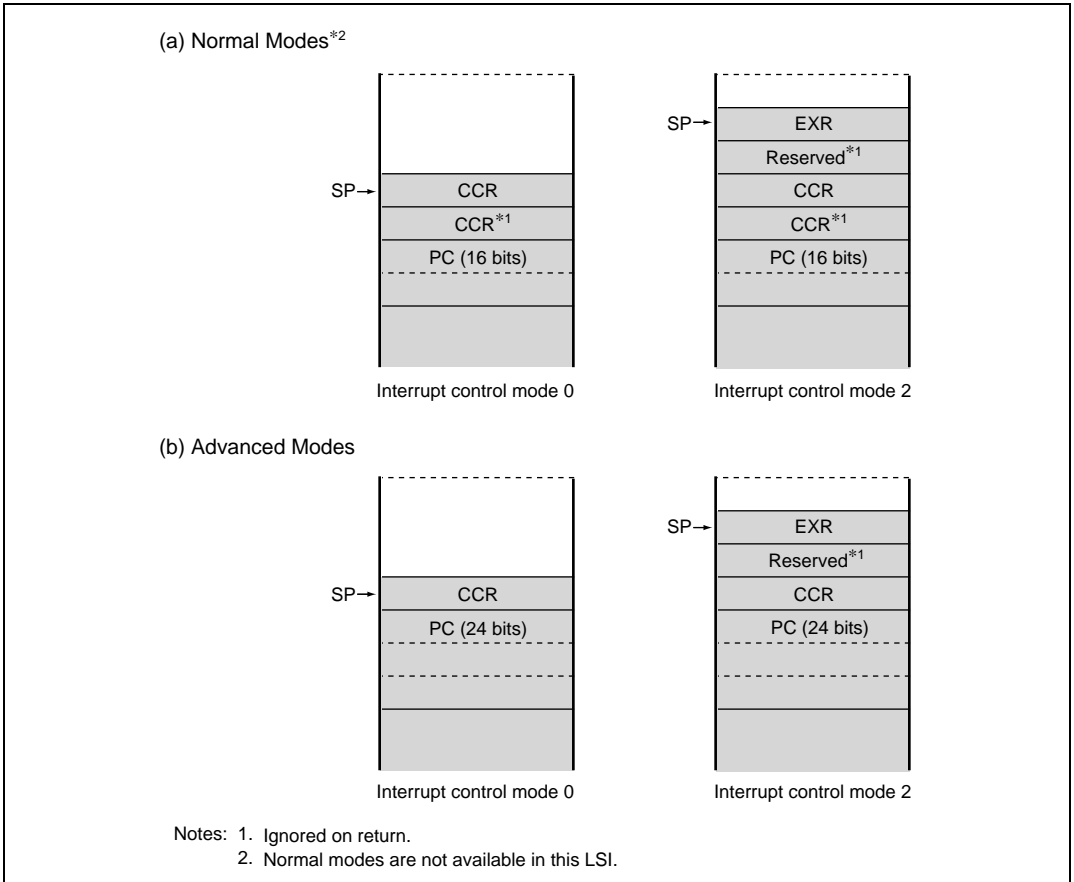 (a) Normal Modes*2
SP
CCR
CCR*1
PC (16 bits)
Interrupt control mode 0
SP
EXR
Reserved*1
CCR
CCR*1
PC (16 bits)
Interrupt control mode 2
(b) Advanced Modes
SP
CCR
PC (24 bits)
Interrupt control mode 0
SP
EXR
Reserved*1
CCR
PC (24 bits)
Interrupt control mode 2
Notes: 1. Ignored on return.
2. Normal modes are not available in this LSI.